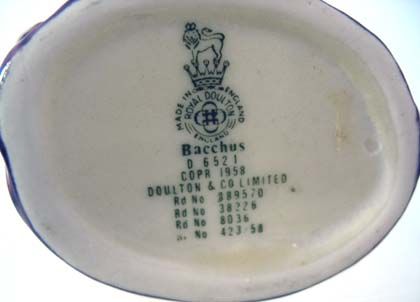 MADE IN ENGLAND
ROYAL DOULTON
ENGLAND
Bacchus
D 6521
COPR 1958
DOULTON & CO LIMITED
Rd No 889570
Rd No 38226
Rd No 8036
No 423/58